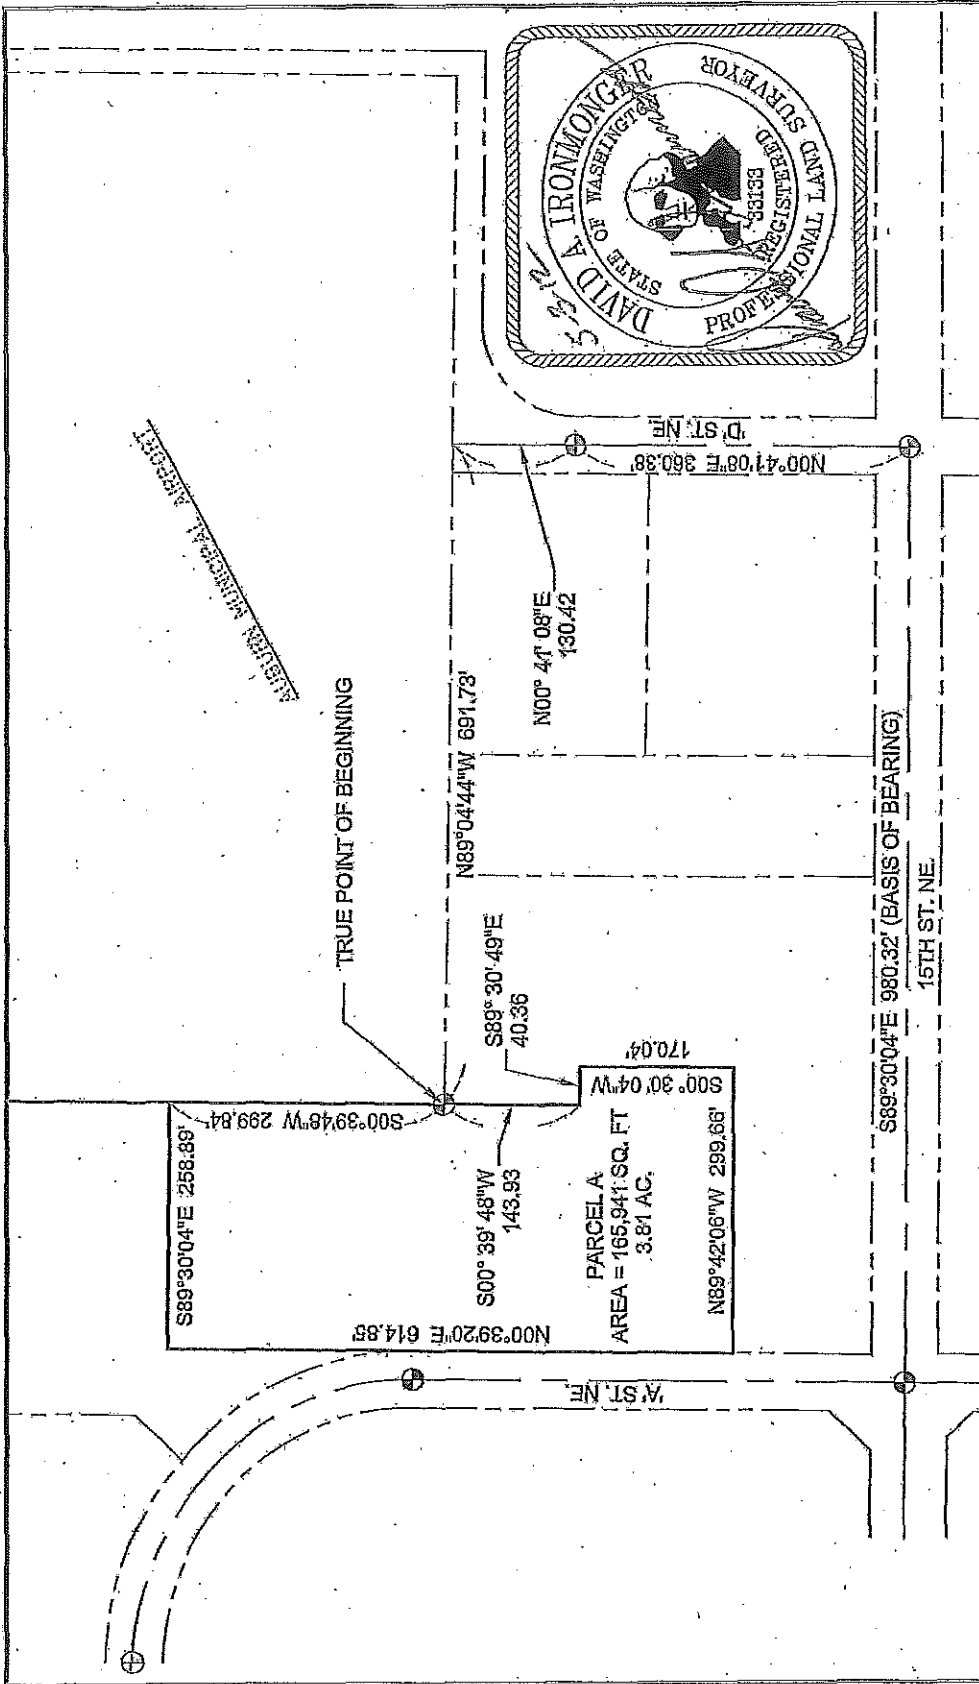 AUBURN MUNICIPAL AIRPORT
TRUE POINT OF BEGINNING
S89°30'04"E 258.89'
S00°39'48"W 299.84'
N89°04'44"W 691.73'
N00° 41' 08"E
130.42
N00°41'08"E 360.38'
'D' ST. NE.
S00° 39' 48"W
143.93
S89° 30' 49"E
40.36
N00°39'20"E 614.85'
PARCEL A
AREA = 165,941 SQ. FT
3.81 AC.
S00° 30' 04"W
170.04'
N89°42'06"W 299.66'
'A' ST. NE.
S89°30'04"E 980.32' (BASIS OF BEARING)
15TH ST. NE.
5-3-12
DAVID A IRONMONGER
STATE OF WASHINGTON
33133
REGISTERED
PROFESSIONAL LAND SURVEYOR